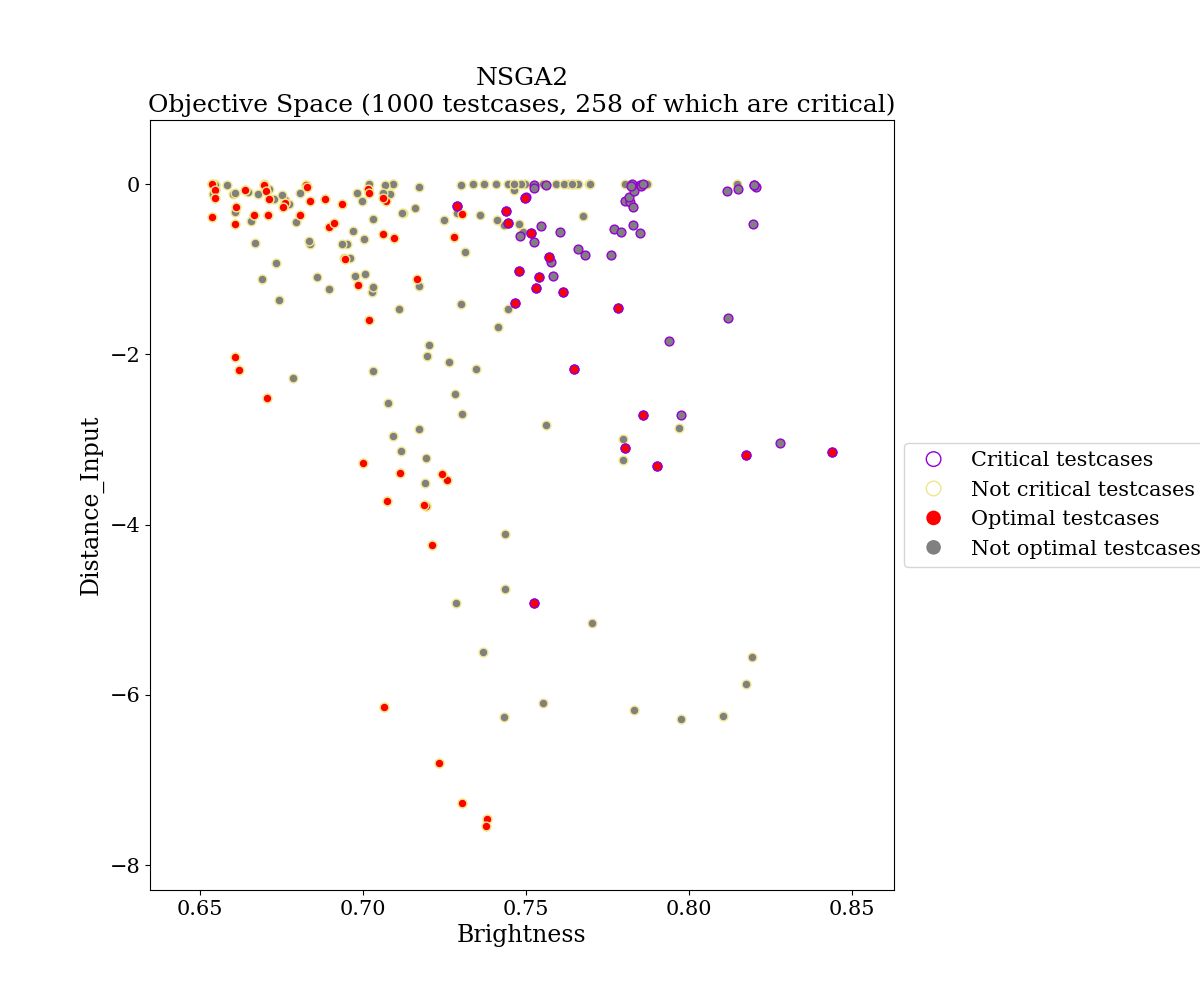 NSGA2
Objective Space (1000 testcases, 258 of which are critical)
Distance_Input
0
−2
−4
−6
−8
0.65 0.70 0.75 0.80 0.85
Brightness
Critical testcases
Not critical testcases
Optimal testcases
Not optimal testcases